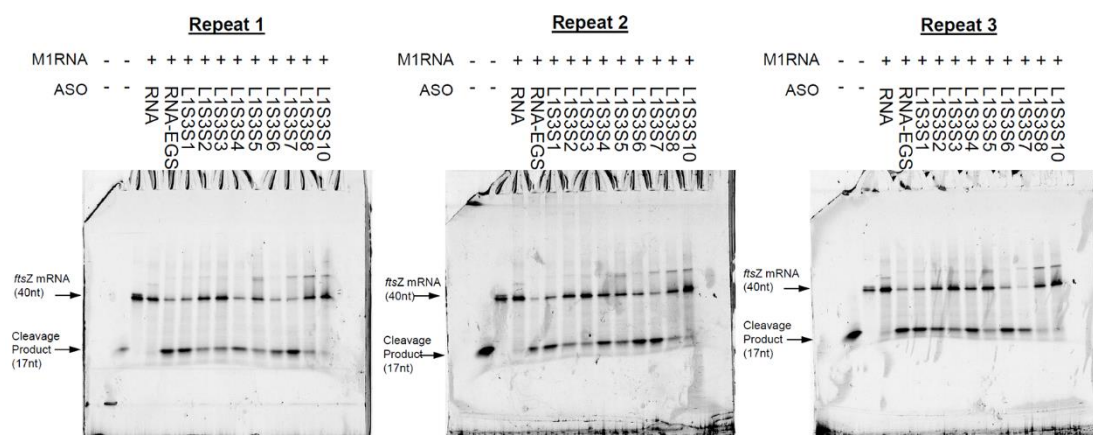 Repeat 1
M1RNA - - + + + + + + + + + + +
ASO - -
RNA
RNA-EGS
L1S3S1
L1S3S2
L1S3S3
L1S3S4
L1S3S5
L1S3S6
L1S3S7
L1S3S8
L1S3S10
ftsZ mRNA
(40nt)
Cleavage
Product
(17nt)
Repeat 2
M1RNA - - + + + + + + + + + +
ASO - -
RNA
RNA-EGS
L1S3S1
L1S3S2
L1S3S3
L1S3S4
L1S3S5
L1S3S6
L1S3S7
L1S3S8
L1S3S10
ftsZ mRNA
(40nt)
Cleavage
Product
(17nt)
Repeat 3
M1RNA - - + + + + + + + + + +
ASO - -
RNA
RNA-EGS
L1S3S1
L1S3S2
L1S3S3
L1S3S4
L1S3S5
L1S3S6
L1S3S7
L1S3S8
L1S3S10
ftsZ mRNA
(40nt)
Cleavage
Product
(17nt)